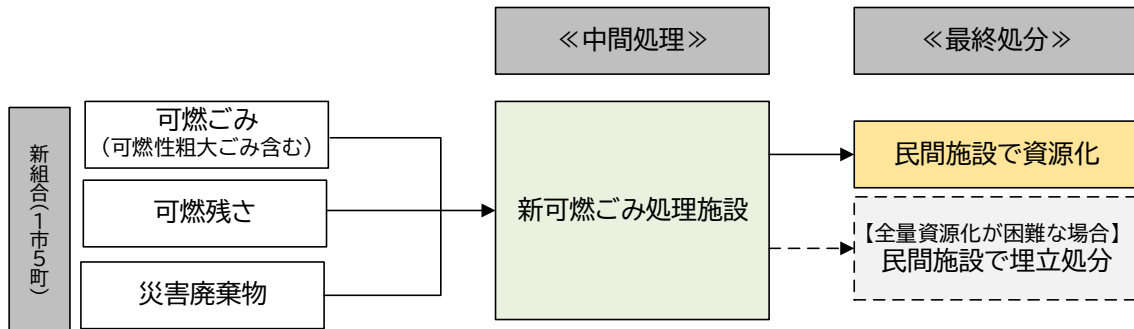 ≪中間処理≫
≪最終処分≫
新組合(1市5町)
可燃ごみ
(可燃性粗大ごみ含む)
可燃残さ
災害廃棄物
新可燃ごみ処理施設
民間施設で資源化
【全量資源化が困難な場合】
民間施設で埋立処分